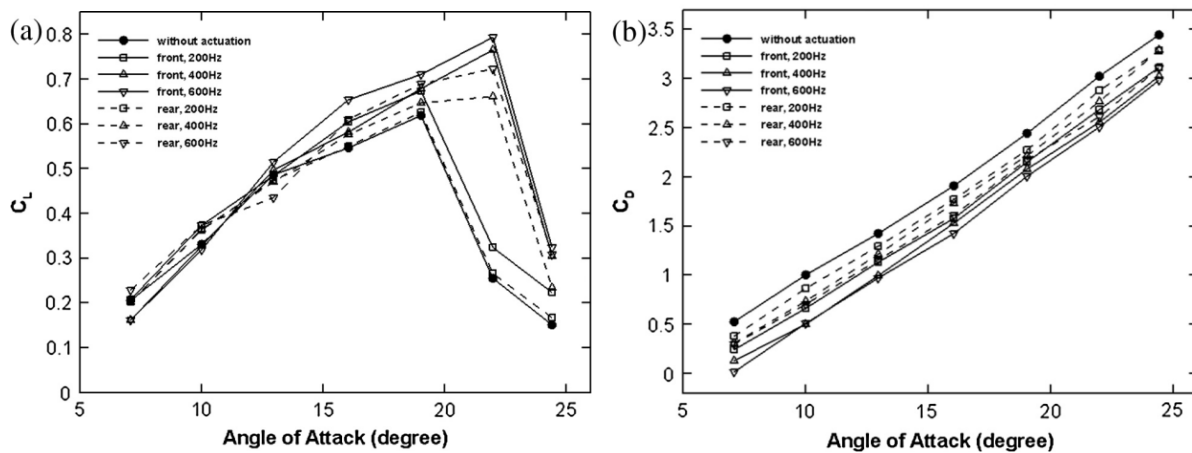 (a)
0.8
0.7
0.6
0.5
0.4
0.3
0.2
0.1
0
C_L
without actuation
front, 200Hz
front, 400Hz
front, 600Hz
rear, 200Hz
rear, 400Hz
rear, 600Hz
5 10 15 20 25
Angle of Attack (degree)
(b)
3.5
3
2.5
2
1.5
1
0.5
0
C_D
without actuation
front, 200Hz
front, 400Hz
front, 600Hz
rear, 200Hz
rear, 400Hz
rear, 600Hz
5 10 15 20 25
Angle of Attack (degree)